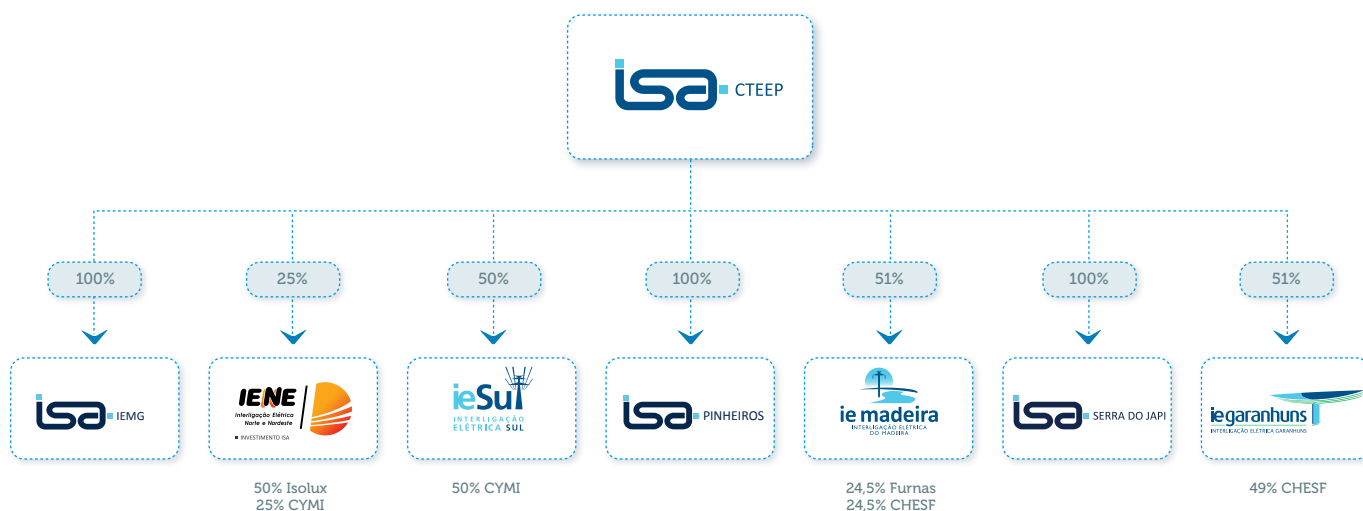 isa CTEEP
100%
25%
50%
100%
51%
100%
51%
isa IEMG
IENE
Interligação Elétrica
Norte e Nordeste
INVESTIMENTO ISA
ieSul
INTERLIGAÇÃO
ELÉTRICA SUL
isa PINHEIROS
ie madeira
INTERLIGAÇÃO ELÉTRICA
DO MADEIRA
isa SERRA DO JAPI
iegaranhuns
INTERLIGAÇÃO ELÉTRICA GARANHUNS
50% Isolux
25% CYMI
50% CYMI
24,5% Furnas
24,5% CHESF
49% CHESF